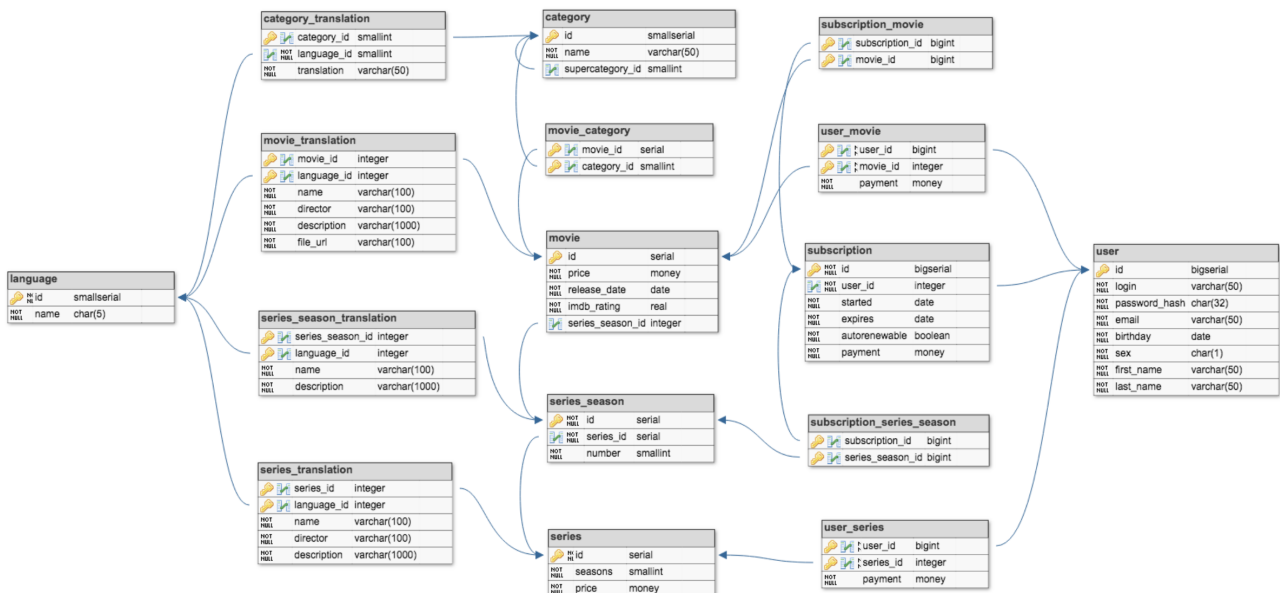 category_translation
category_id smallint
NOT NULL language_id smallint
NOT NULL translation varchar(50)
category
id smallserial
NOT NULL name varchar(50)
supercategory_id smallint
subscription_movie
subscription_id bigint
movie_id bigint
movie_translation
movie_id integer
language_id integer
NOT NULL name varchar(100)
NOT NULL director varchar(100)
NOT NULL description varchar(1000)
NOT NULL file_url varchar(100)
movie_category
movie_id serial
category_id smallint
user_movie
user_id bigint
movie_id integer
NOT NULL payment money
movie
id serial
NOT NULL price money
NOT NULL release_date date
NOT NULL imdb_rating real
series_season_id integer
subscription
NOT NULL id bigserial
NOT NULL user_id integer
NOT NULL started date
NOT NULL expires date
NOT NULL autorenewable boolean
NOT NULL payment money
user
id bigserial
NOT NULL login varchar(50)
NOT NULL password_hash char(32)
NOT NULL email varchar(50)
NOT NULL birthday date
NOT NULL sex char(1)
NOT NULL first_name varchar(50)
NOT NULL last_name varchar(50)
language
id smallserial
NOT NULL name char(5)
series_season_translation
series_season_id integer
language_id integer
NOT NULL name varchar(100)
NOT NULL description varchar(1000)
series_season
NOT NULL id serial
NOT NULL series_id serial
NOT NULL number smallint
subscription_series_season
subscription_id bigint
series_season_id bigint
series_translation
series_id integer
language_id integer
NOT NULL name varchar(100)
NOT NULL director varchar(100)
NOT NULL description varchar(1000)
series
id serial
NOT NULL seasons smallint
NOT NULL price money
user_series
user_id bigint
series_id integer
NOT NULL payment money